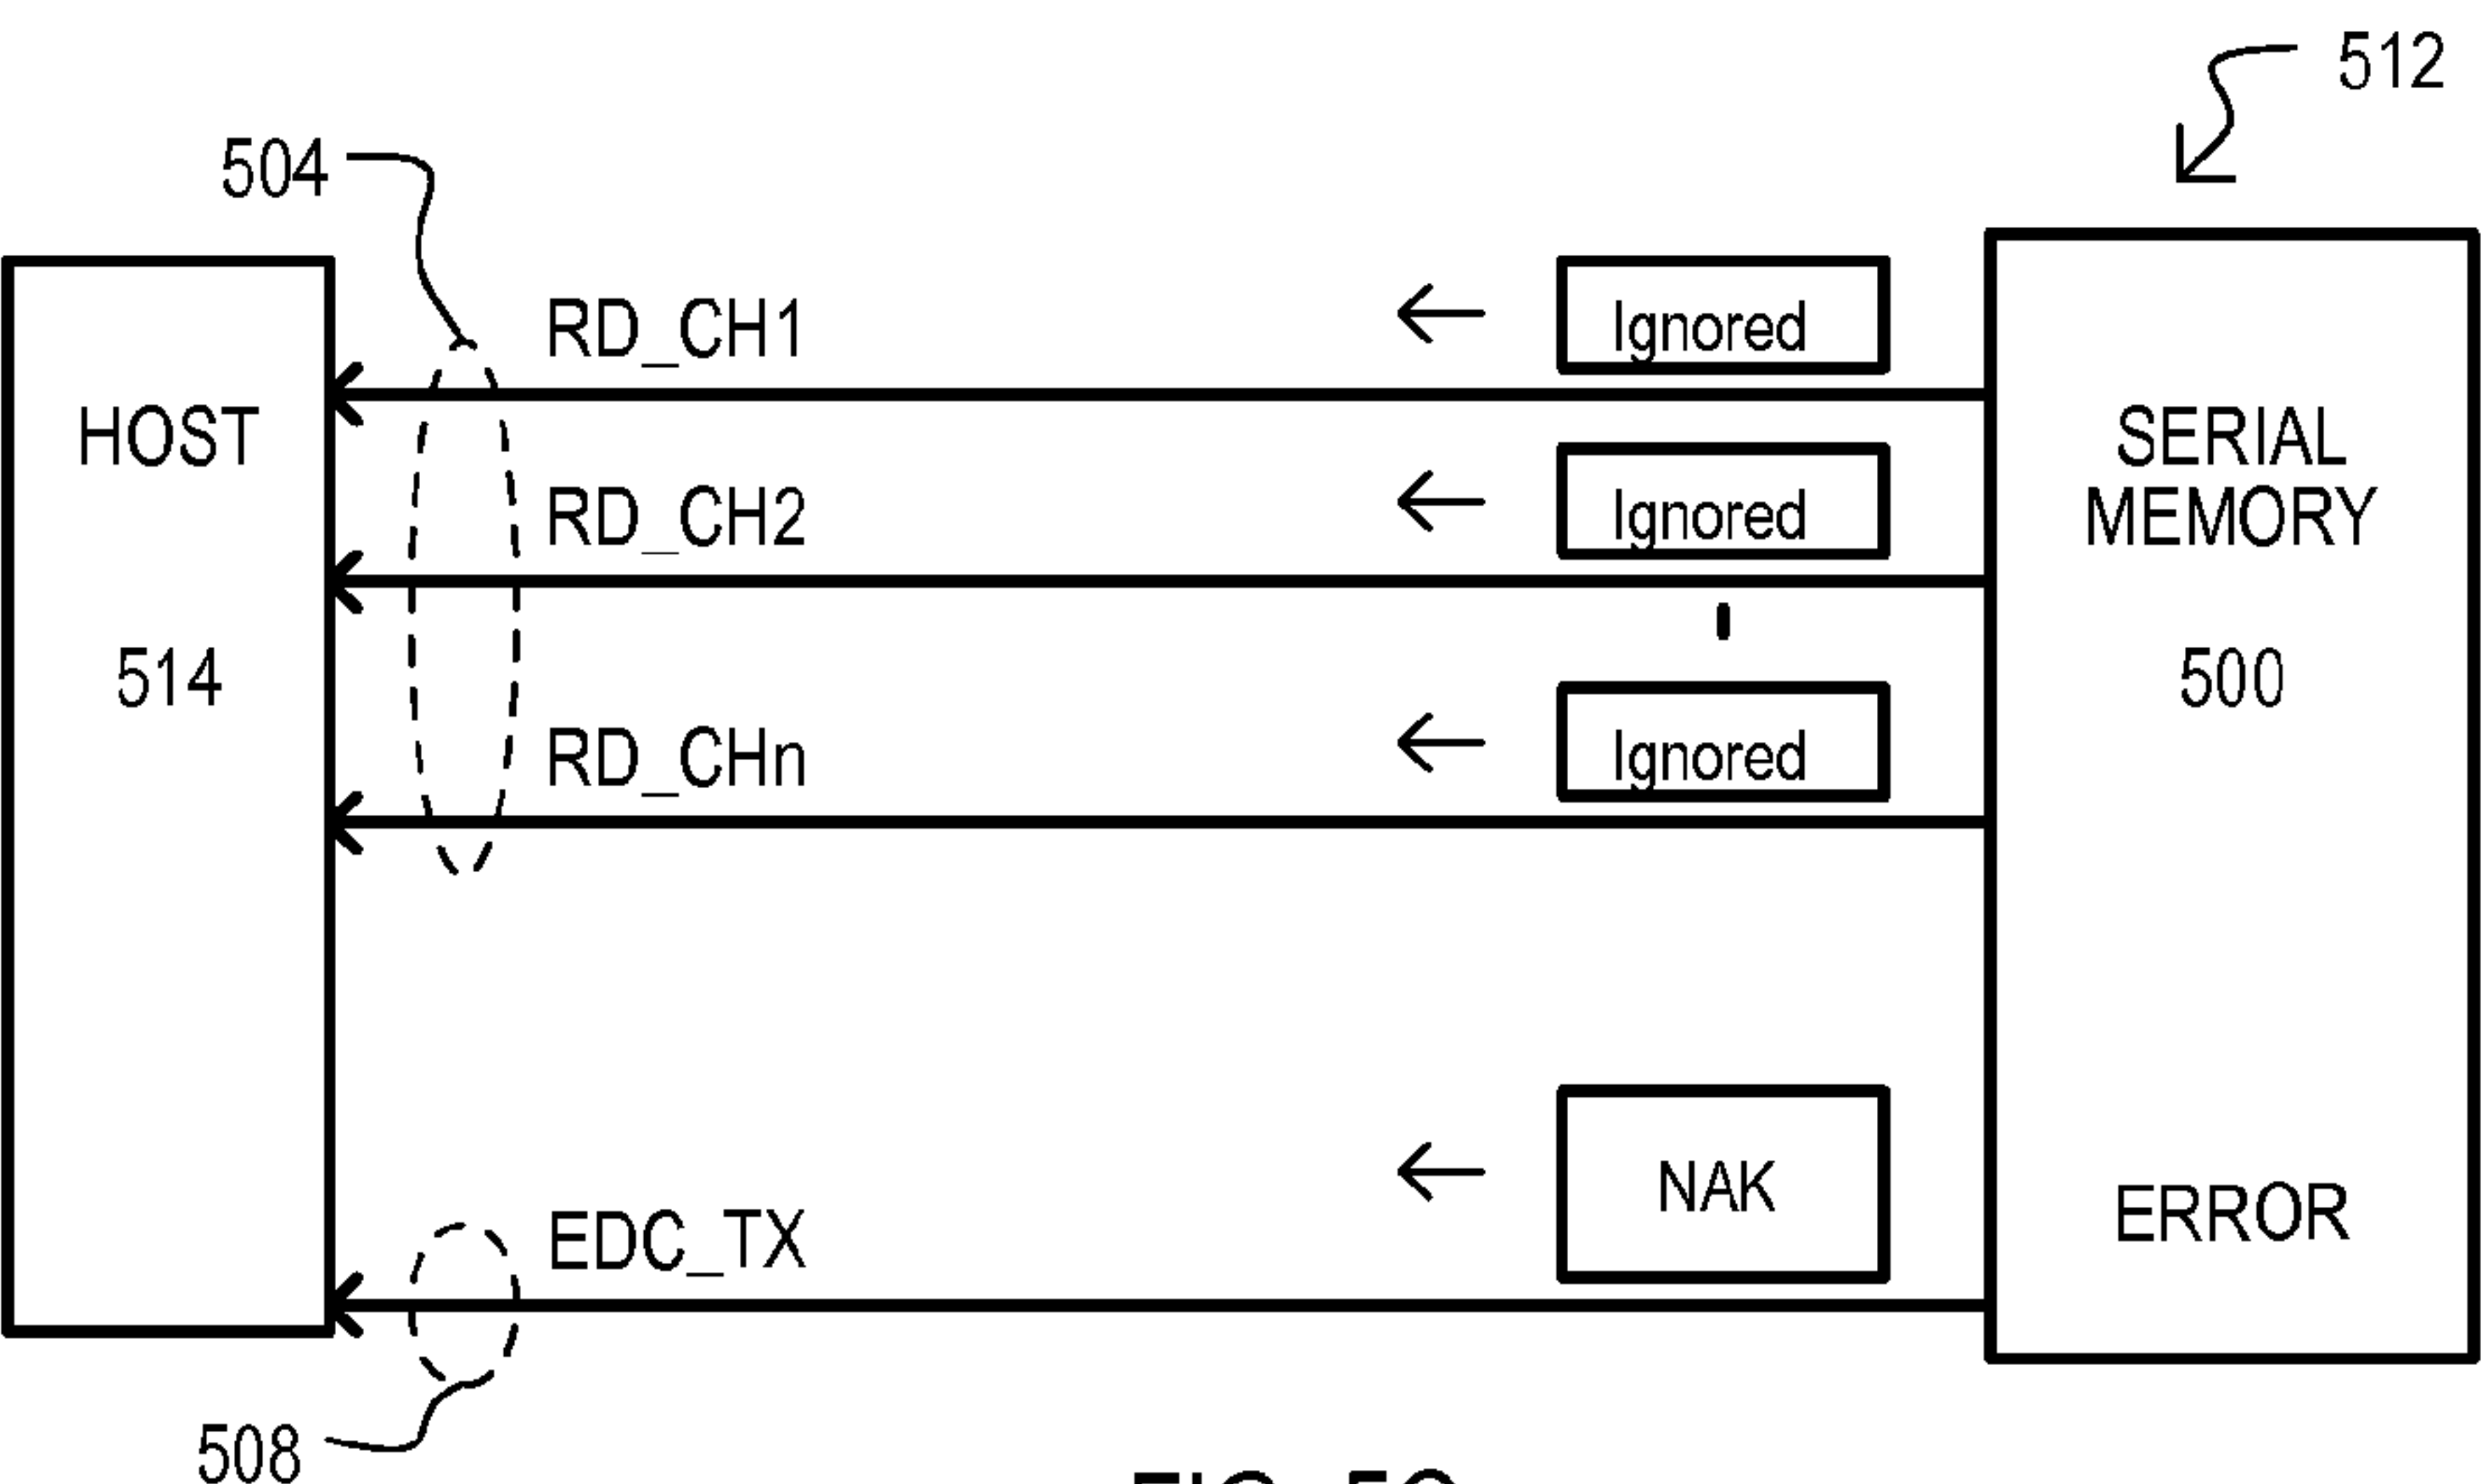 512
504
RD_CH1
Ignored
HOST
SERIAL
MEMORY
RD_CH2
Ignored
514
500
RD_CHn
Ignored
NAK
EDC_TX
ERROR
508